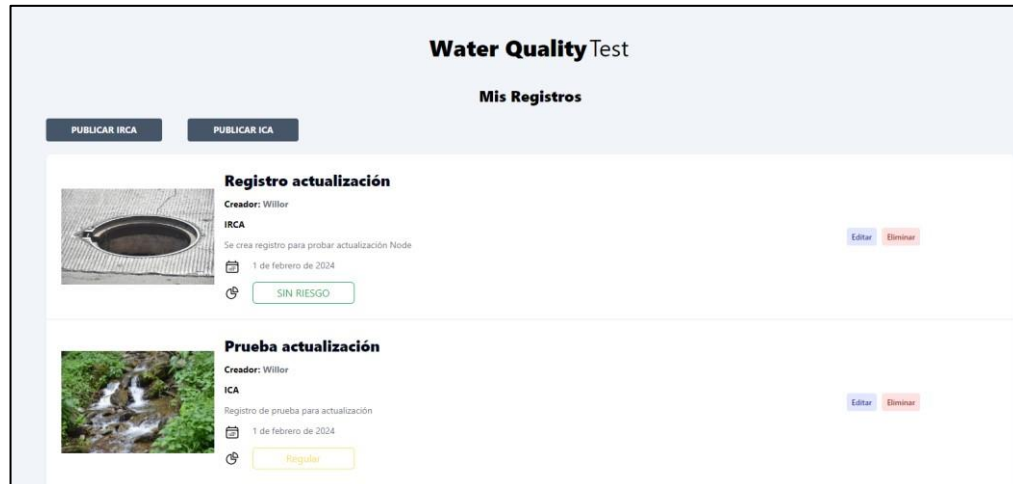 Water Quality Test
Mis Registros
PUBLICAR IRCA
PUBLICAR ICA
Registro actualización
Creador: Willor
IRCA
Se crea registro para probar actualización Node
1 de febrero de 2024
SIN RIESGO
Editar Eliminar
Prueba actualización
Creador: Willor
ICA
Registro de prueba para actualización
1 de febrero de 2024
Regular
Editar Eliminar